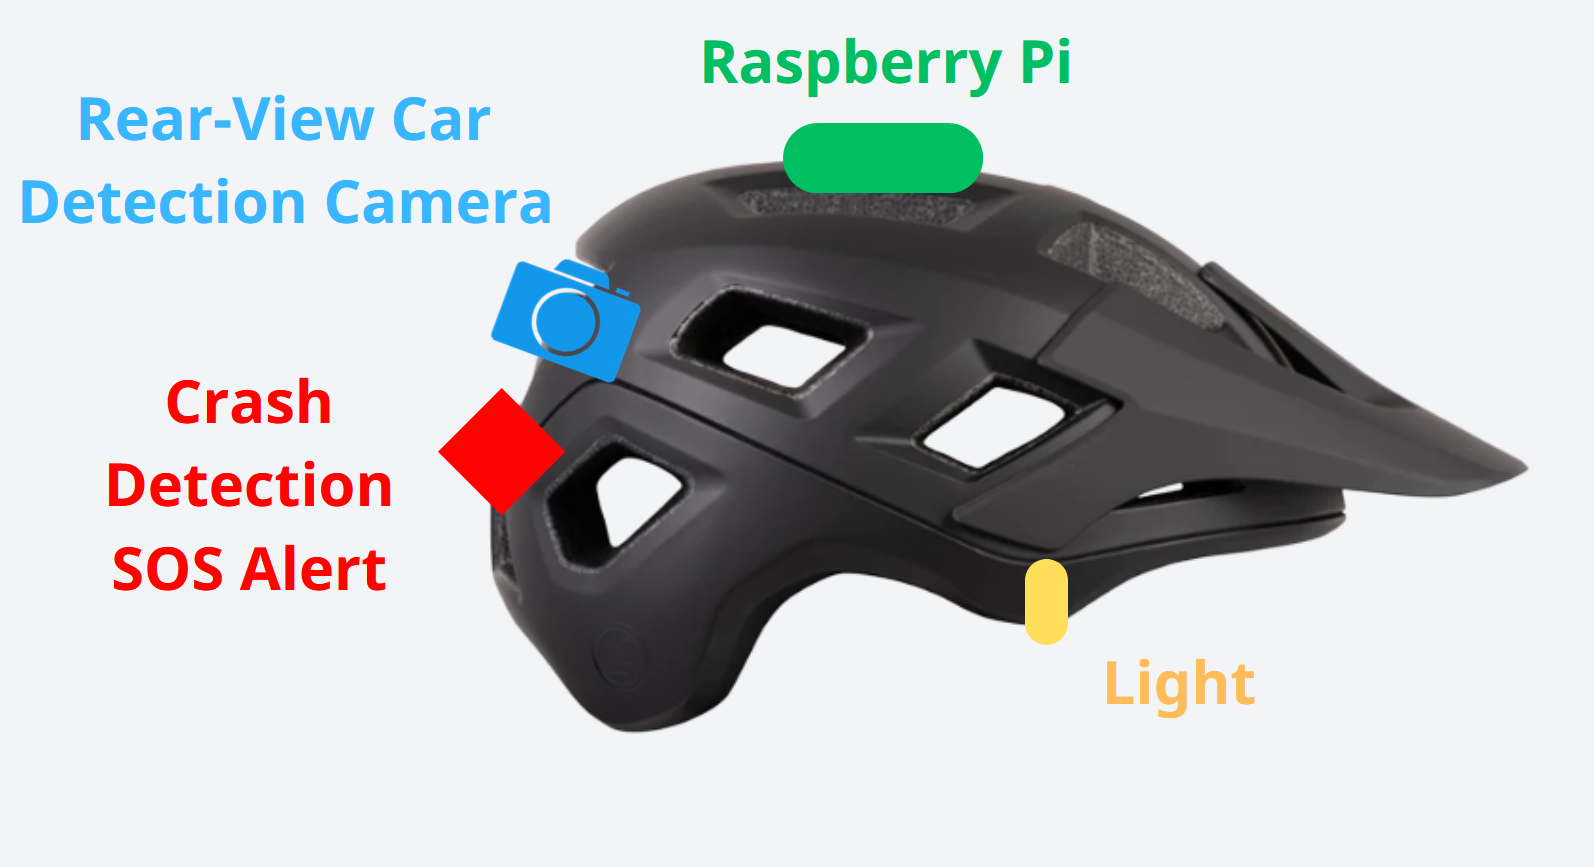 Raspberry Pi
Rear-View Car
Detection Camera
Crash
Detection
SOS Alert
Light